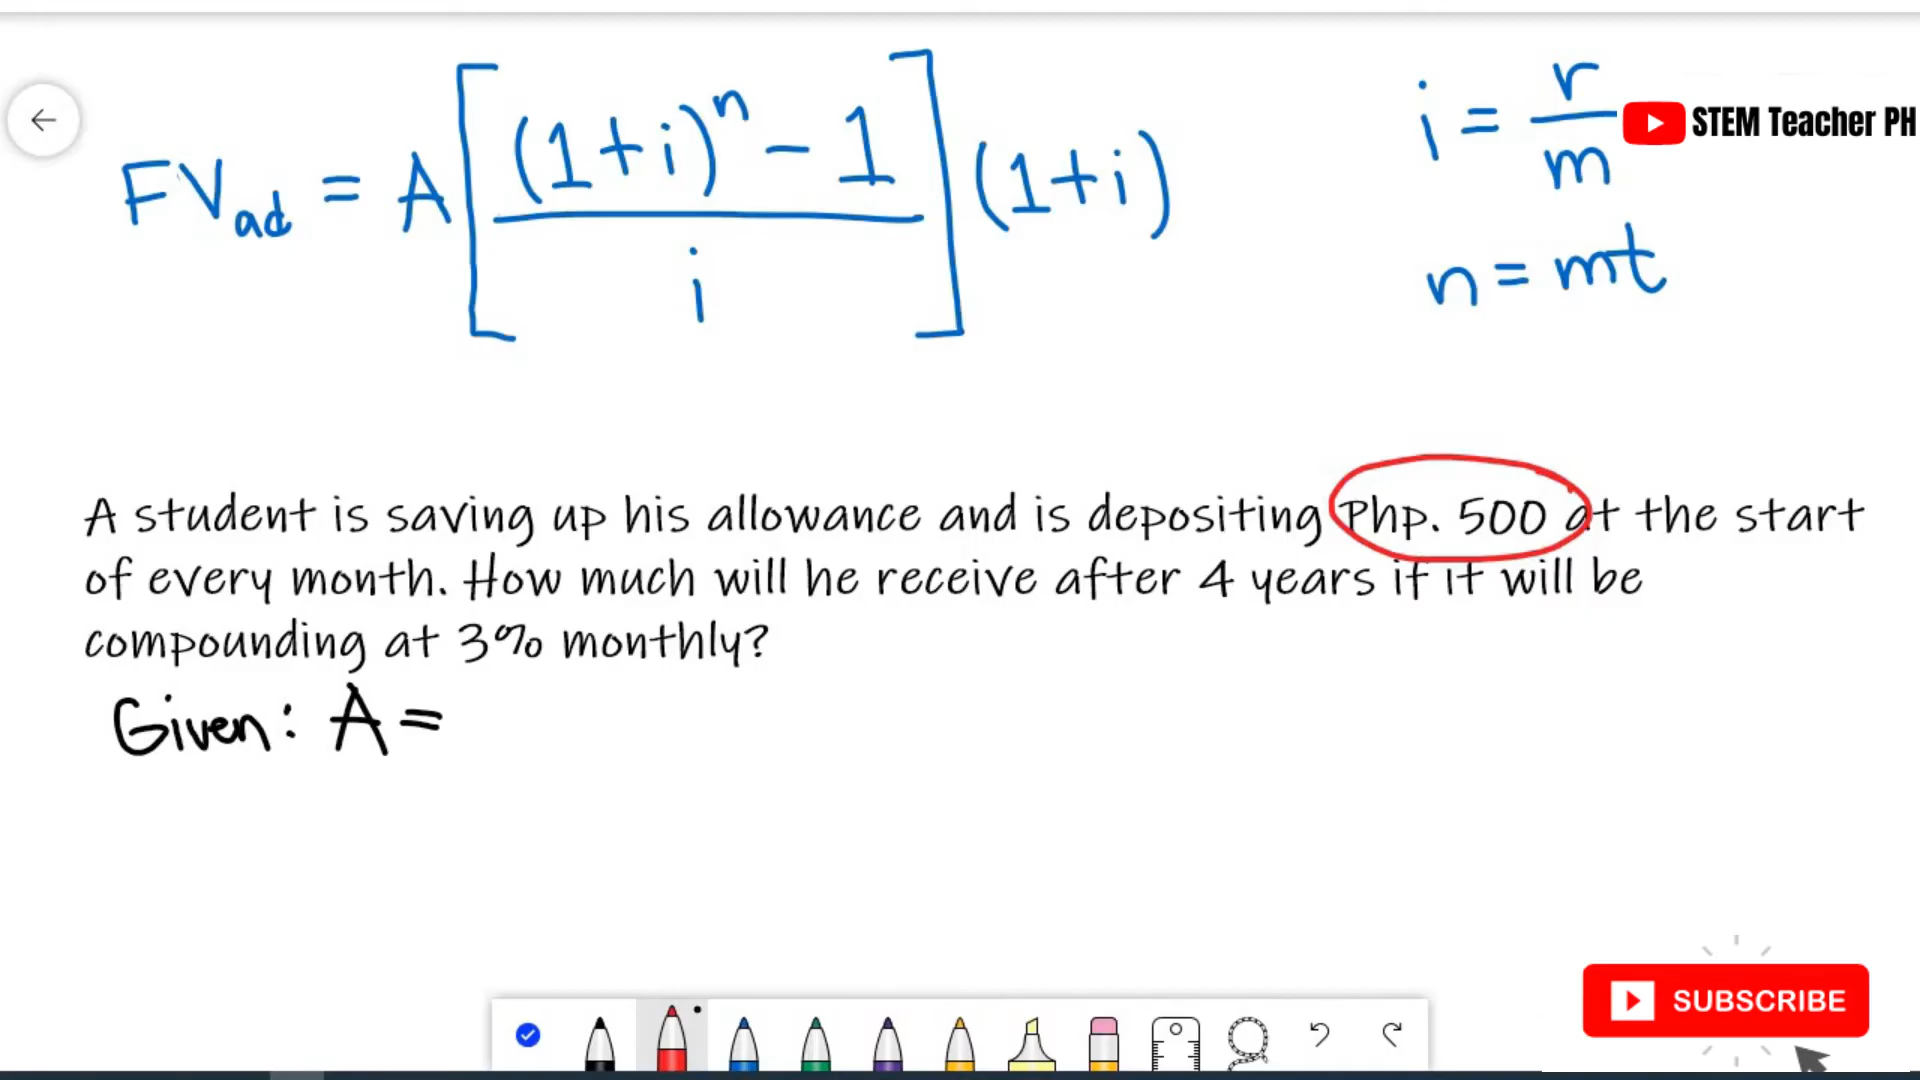 FVad = A [ (1+i)^n - 1 / i ] (1+i)
i = r / m
STEM Teacher PH
n = mt
A student is saving up his allowance and is depositing Php. 500 at the start
of every month. How much will he receive after 4 years if it will be
compounding at 3% monthly?
Given: A =
SUBSCRIBE